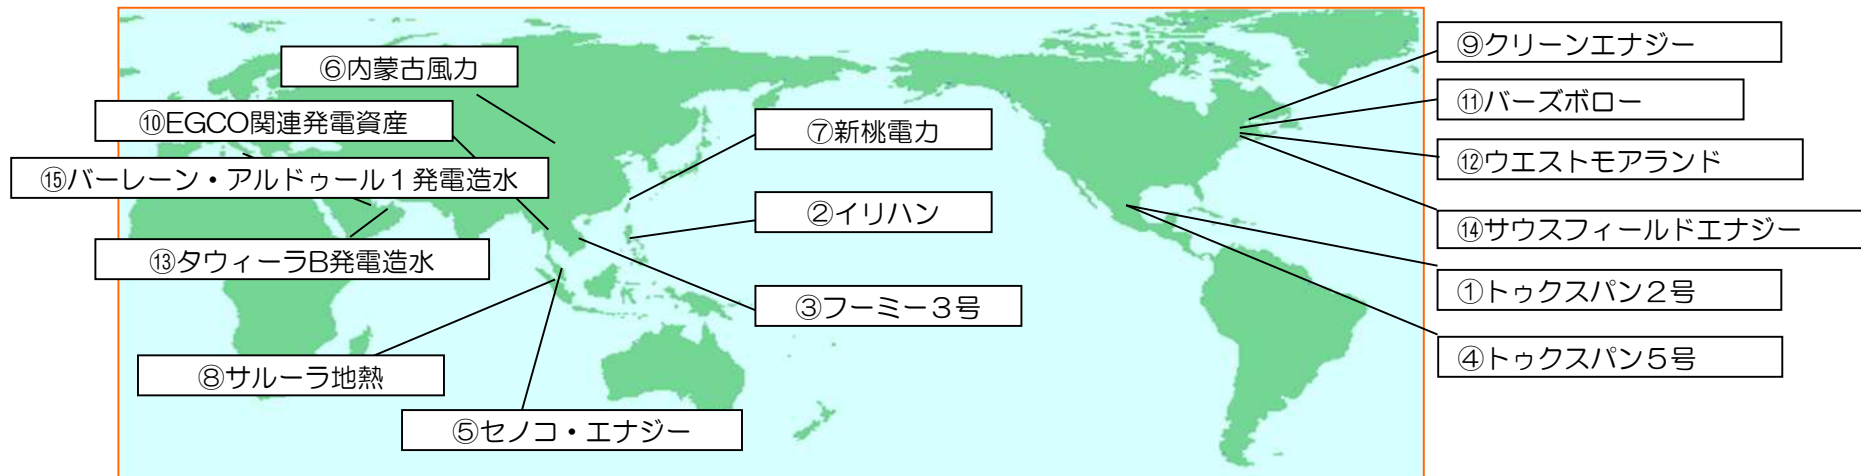 ⑥内蒙古風力
⑩EGCO関連発電資産
⑮バーレーン・アルドゥール１発電造水
⑬タウィーラB発電造水
⑧サルーラ地熱
⑤セノコ・エナジー
⑦新桃電力
②イリハン
③フーミー３号
⑨クリーンエナジー
⑪バーズボロー
⑫ウエストモアランド
⑭サウスフィールドエナジー
①トゥクスパン２号
④トゥクスパン５号